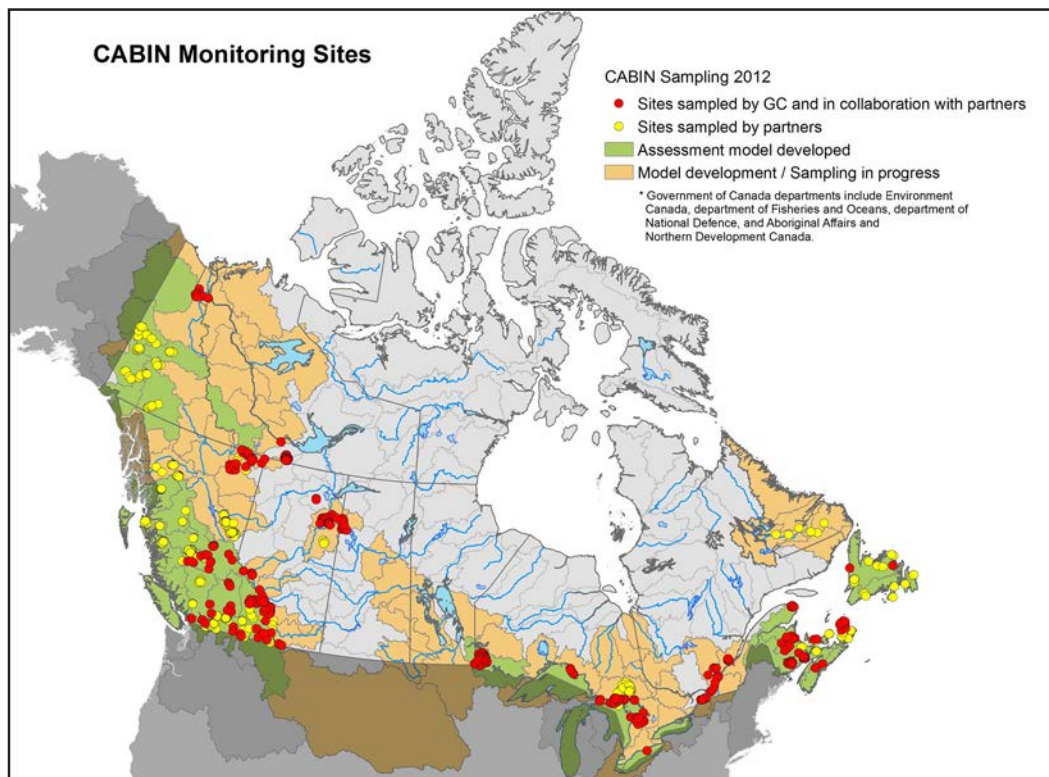 CABIN Monitoring Sites
CABIN Sampling 2012
Sites sampled by GC and in collaboration with partners
Sites sampled by partners
Assessment model developed
Model development / Sampling in progress
* Government of Canada departments include Environment
Canada, department of Fisheries and Oceans, department of
National Defence, and Aboriginal Affairs and
Northern Development Canada.